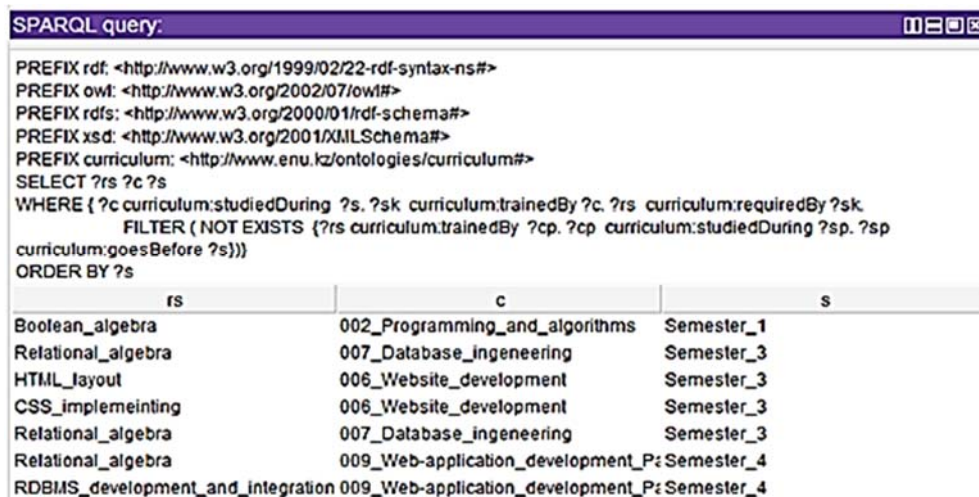 SPARQL query:
PREFIX rdf: <http://www.w3.org/1999/02/22-rdf-syntax-ns#>
PREFIX owl: <http://www.w3.org/2002/07/owl#>
PREFIX rdfs: <http://www.w3.org/2000/01/rdf-schema#>
PREFIX xsd: <http://www.w3.org/2001/XMLSchema#>
PREFIX curriculum: <http://www.enu.kz/ontologies/curriculum#>
SELECT ?rs ?c ?s
WHERE { ?c curriculum:studiedDuring ?s. ?sk curriculum:trainedBy ?c. ?rs curriculum:requiredBy ?sk.
FILTER ( NOT EXISTS {?rs curriculum:trainedBy ?cp. ?cp curriculum:studiedDuring ?sp. ?sp
curriculum:goesBefore ?s})}
ORDER BY ?s
rs c s
Boolean_algebra 002_Programming_and_algorithms Semester_1
Relational_algebra 007_Database_ingeneering Semester_3
HTML_layout 006_Website_development Semester_3
CSS_implemeinting 006_Website_development Semester_3
Relational_algebra 007_Database_ingeneering Semester_3
Relational_algebra 009_Web-application_development_Pa Semester_4
RDBMS_development_and_integration 009_Web-application_development_Pa Semester_4